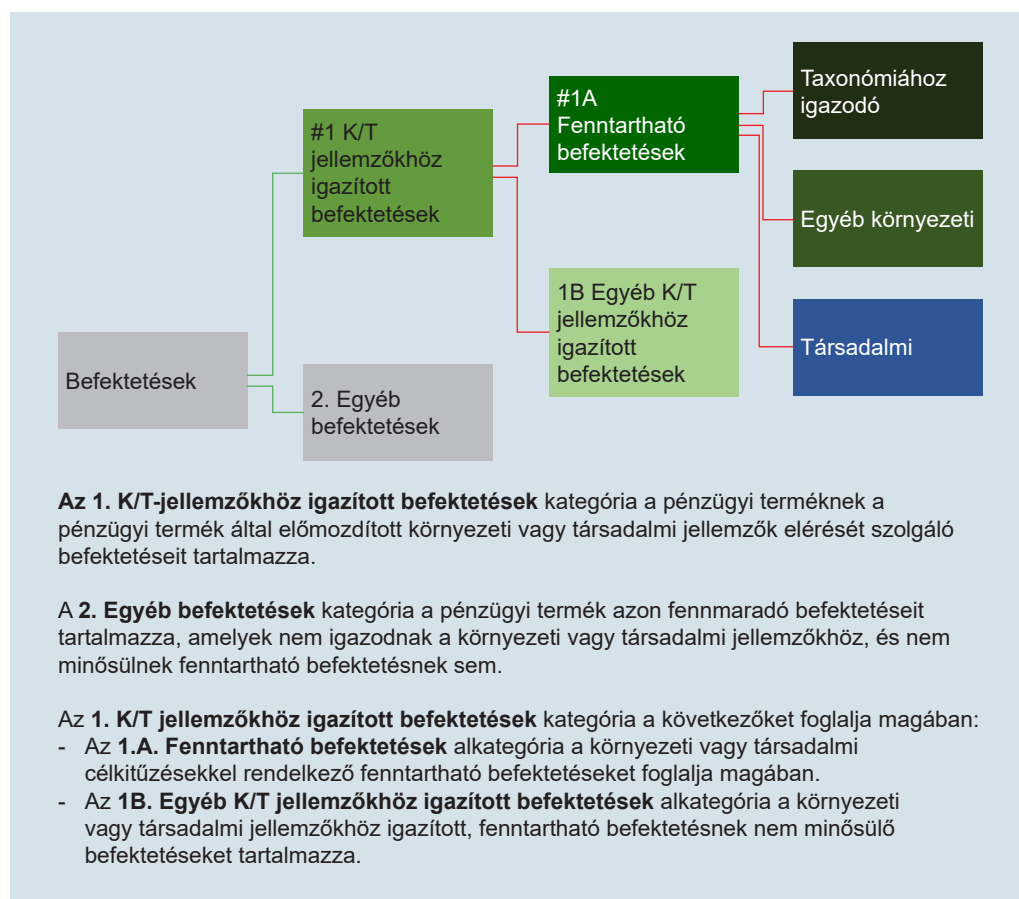 Befektetések
#1 K/T
jellemzőkhöz
igazított
befektetések
2. Egyéb
befektetések
#1A
Fenntartható
befektetések
1B Egyéb K/T
jellemzőkhöz
igazított
befektetések
Taxonómiához
igazodó
Egyéb környezeti
Társadalmi
Az 1. K/T-jellemzőkhöz igazított befektetések kategória a pénzügyi terméknek a
pénzügyi termék által előmozdított környezeti vagy társadalmi jellemzők elérését szolgáló
befektetéseit tartalmazza.
A 2. Egyéb befektetések kategória a pénzügyi termék azon fennmaradó befektetéseit
tartalmazza, amelyek nem igazodnak a környezeti vagy társadalmi jellemzőkhöz, és nem
minősülnek fenntartható befektetésnek sem.
Az 1. K/T jellemzőkhöz igazított befektetések kategória a következőket foglalja magában:
- Az 1.A. Fenntartható befektetések alkategória a környezeti vagy társadalmi
célkitűzésekkel rendelkező fenntartható befektetéseket foglalja magában.
- Az 1B. Egyéb K/T jellemzőkhöz igazított befektetések alkategória a környezeti
vagy társadalmi jellemzőkhöz igazított, fenntartható befektetésnek nem minősülő
befektetéseket tartalmazza.